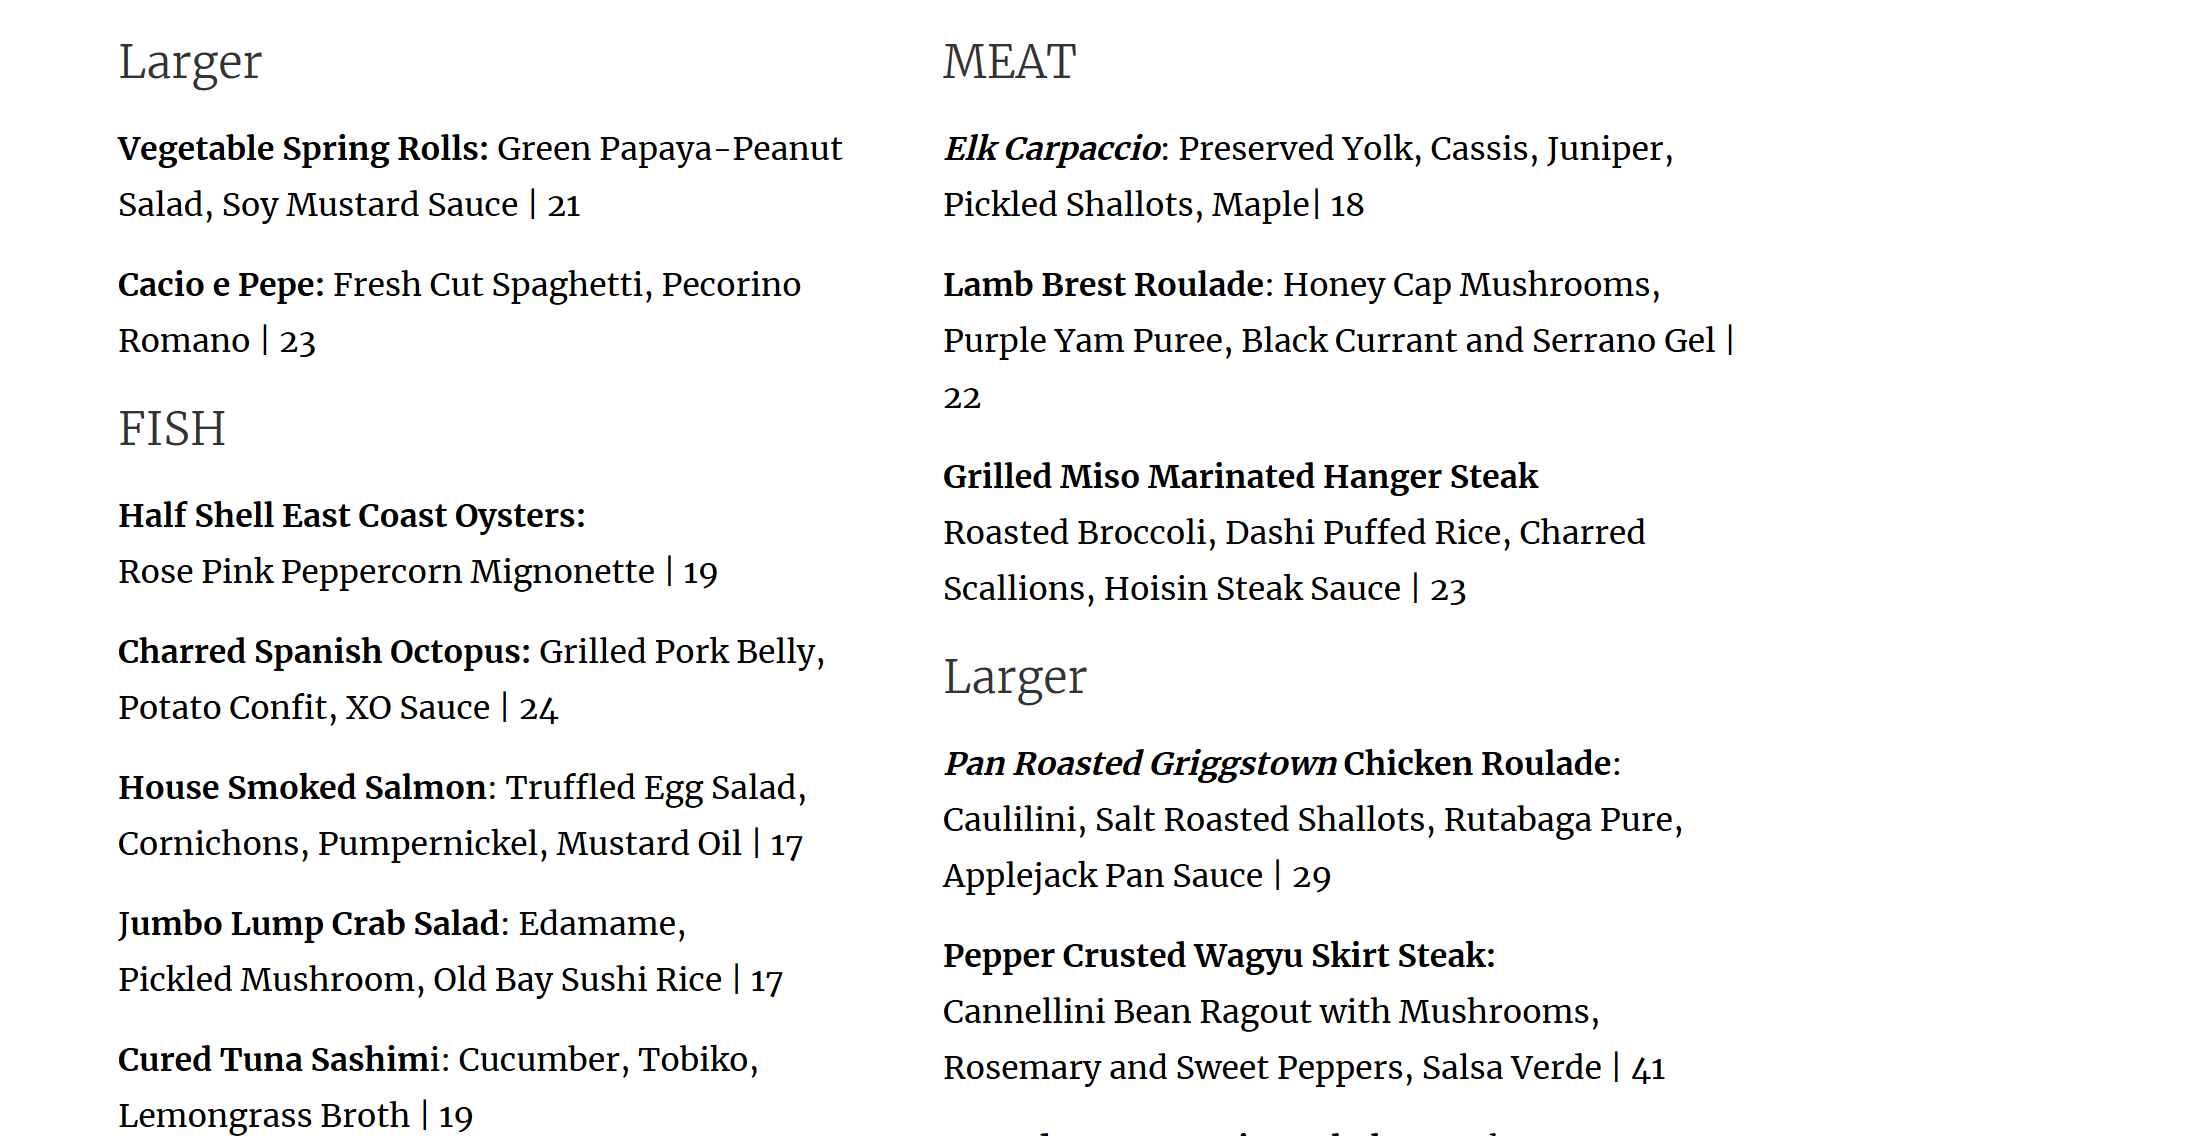 Larger
Vegetable Spring Rolls: Green Papaya-Peanut
Salad, Soy Mustard Sauce | 21
Cacio e Pepe: Fresh Cut Spaghetti, Pecorino
Romano | 23
FISH
Half Shell East Coast Oysters:
Rose Pink Peppercorn Mignonette | 19
Charred Spanish Octopus: Grilled Pork Belly,
Potato Confit, XO Sauce | 24
House Smoked Salmon: Truffled Egg Salad,
Cornichons, Pumpernickel, Mustard Oil | 17
Jumbo Lump Crab Salad: Edamame,
Pickled Mushroom, Old Bay Sushi Rice | 17
Cured Tuna Sashimi: Cucumber, Tobiko,
Lemongrass Broth | 19
MEAT
Elk Carpaccio: Preserved Yolk, Cassis, Juniper,
Pickled Shallots, Maple| 18
Lamb Brest Roulade: Honey Cap Mushrooms,
Purple Yam Puree, Black Currant and Serrano Gel |
22
Grilled Miso Marinated Hanger Steak
Roasted Broccoli, Dashi Puffed Rice, Charred
Scallions, Hoisin Steak Sauce | 23
Larger
Pan Roasted Griggstown Chicken Roulade:
Caulilini, Salt Roasted Shallots, Rutabaga Pure,
Applejack Pan Sauce | 29
Pepper Crusted Wagyu Skirt Steak:
Cannellini Bean Ragout with Mushrooms,
Rosemary and Sweet Peppers, Salsa Verde | 41